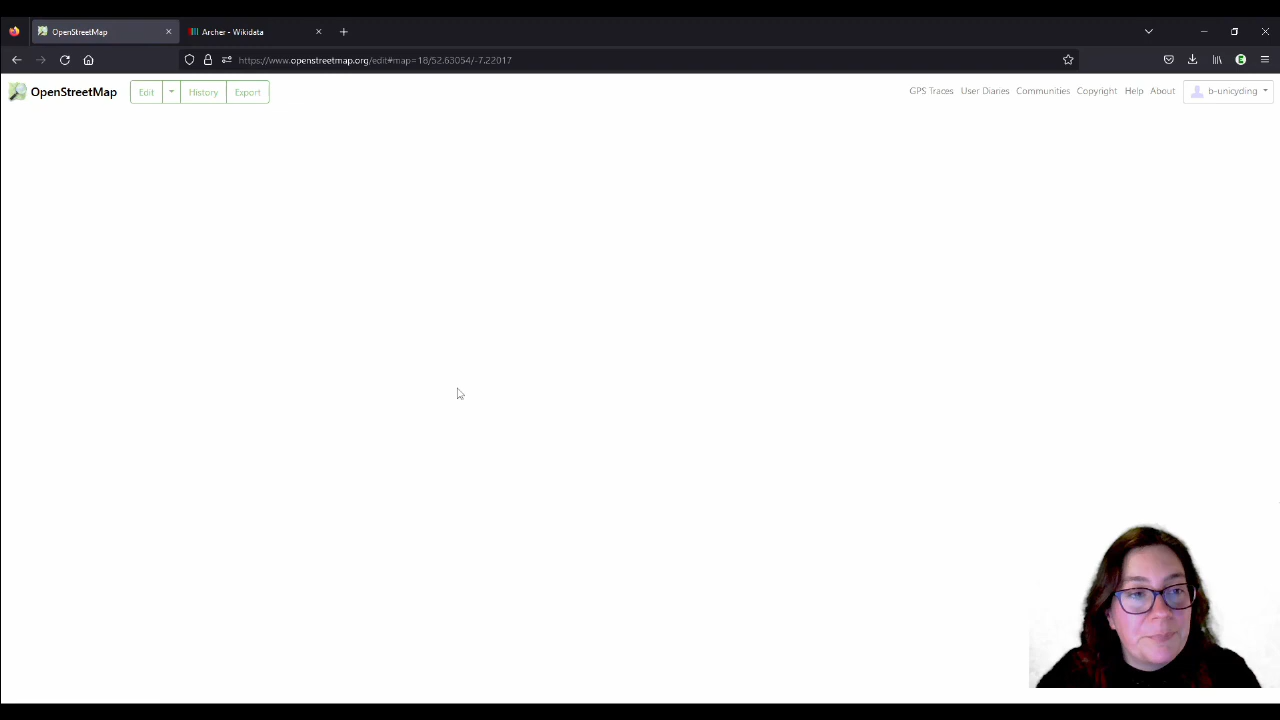 OpenStreetMap
Archer - Wikidata
https://www.openstreetmap.org/edit#map=18/52.63054/-7.22017
OpenStreetMap
Edit
History
Export
GPS Traces
User Diaries
Communities
Copyright
Help
About
b-unicyding